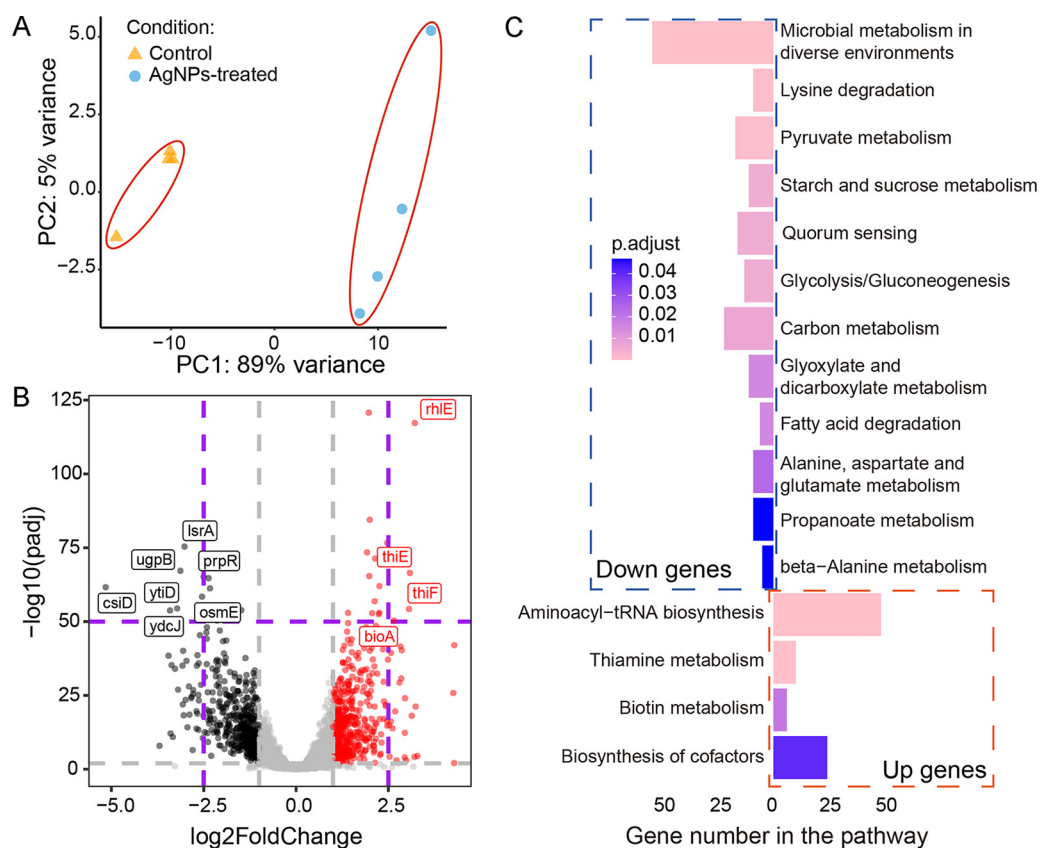 A
Condition:
Control
AgNPs-treated
5.0
2.5
0.0
−2.5
PC2: 5% variance
−10
0
10
PC1: 89% variance
B
125
100
75
50
25
0
−log10(padj)
rhlE
lsrA
ugpB
prpR
thiE
csiD
ytiD
thiF
osmE
ydcJ
bioA
−5.0
−2.5
0.0
2.5
log2FoldChange
C
Microbial metabolism in
diverse environments
Lysine degradation
Pyruvate metabolism
Starch and sucrose metabolism
Quorum sensing
Glycolysis/Gluconeogenesis
Carbon metabolism
Glyoxylate and
dicarboxylate metabolism
Fatty acid degradation
Alanine, aspartate and
glutamate metabolism
Propanoate metabolism
beta−Alanine metabolism
p.adjust
0.04
0.03
0.02
0.01
Down genes
Aminoacyl−tRNA biosynthesis
Thiamine metabolism
Biotin metabolism
Biosynthesis of cofactors
Up genes
50
25
0
25
50
Gene number in the pathway